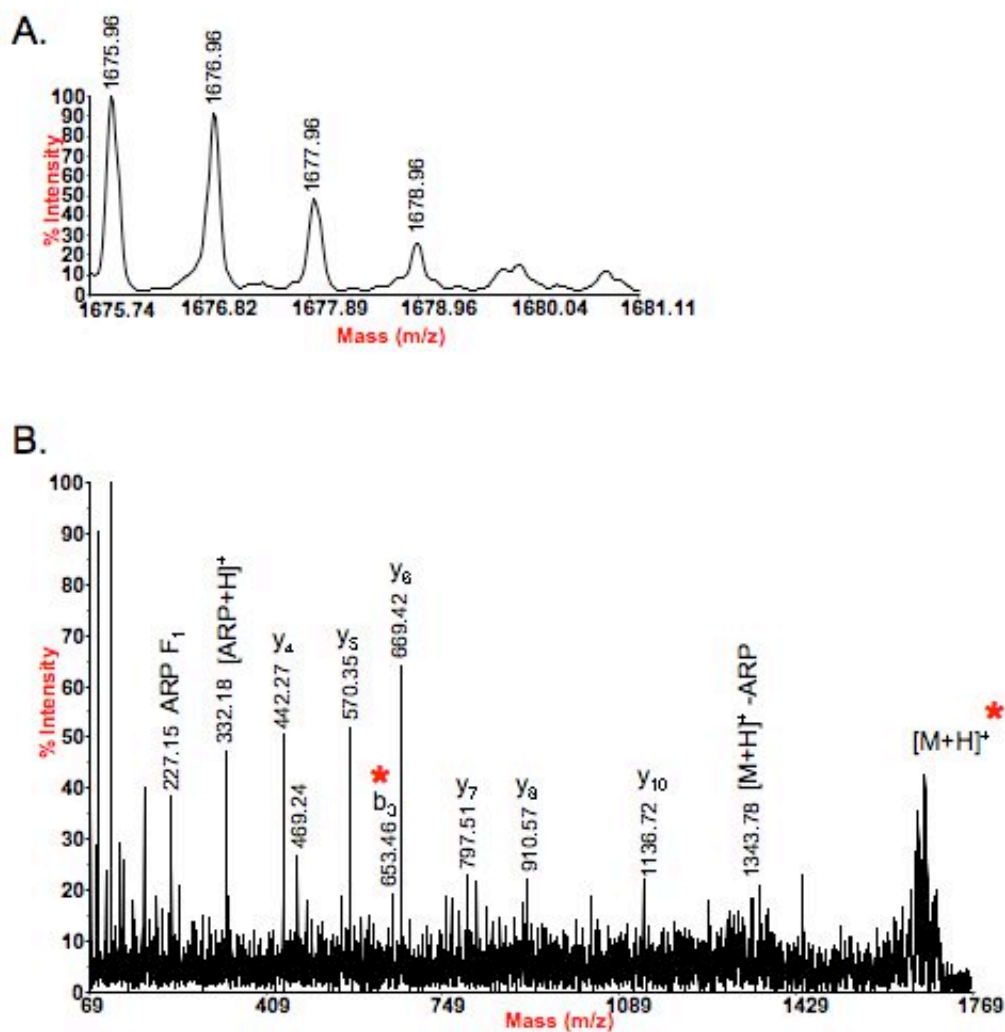 A.
1675.96
1676.96
1677.96
1678.96
% Intensity
100
90
80
70
60
50
40
30
20
10
0
1675.74 1676.82 1677.89 1678.96 1680.04 1681.11
Mass (m/z)
B.
% Intensity
100
90
80
70
60
50
40
30
20
10
0
227.15 ARP F1
332.18 [ARP+H]+
442.27 y4
469.24
570.35 y5
*
653.46
669.42 y6
797.51 y7
910.57
1136.72 y10
1343.78 [M+H]+ -ARP
[M+H]+ *
69 409 749 1089 1429 1769
Mass (m/z)